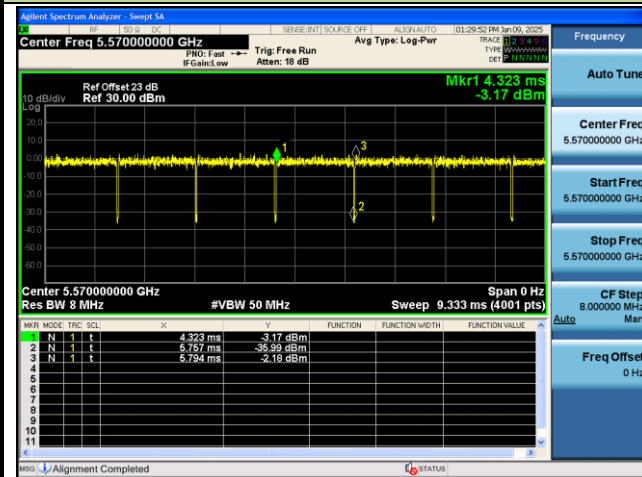 Agilent Spectrum Analyzer - Swept SA
RF 50 Ω DC SENSE:INT SOURCE OFF ALIGNAUTO 01:29:52 PM Jan 09, 2025
Center Freq 5.570000000 GHz
PNO: Fast
IFGain:Low
Trig: Free Run
Atten: 18 dB
Avg Type: Log-Pwr
TRACE 1 2 3 4 5 6
TYPE
DET P N N N N N
Mkr1 4.323 ms
-3.17 dBm
Ref Offset 23 dB
10 dB/div Ref 30.00 dBm
Log
20.0
10.0
0.00
-10.0
-20.0
-30.0
-40.0
-50.0
-60.0
1
3
2
Center 5.570000000 GHz Span 0 Hz
Res BW 8 MHz #VBW 50 MHz Sweep 9.333 ms (4001 pts)
MKR MODE TRC SCL X Y FUNCTION FUNCTION WIDTH FUNCTION VALUE
1 N 1 t 4.323 ms -3.17 dBm
2 N 1 t 5.757 ms -35.99 dBm
3 N 1 t 5.794 ms -2.18 dBm
4
5
6
7
8
9
10
11
MSG Alignment Completed STATUS
Frequency
Auto Tune
Center Freq
5.570000000 GHz
Start Freq
5.570000000 GHz
Stop Freq
5.570000000 GHz
CF Step
8.000000 MHz
Auto Man
Freq Offset
0 Hz